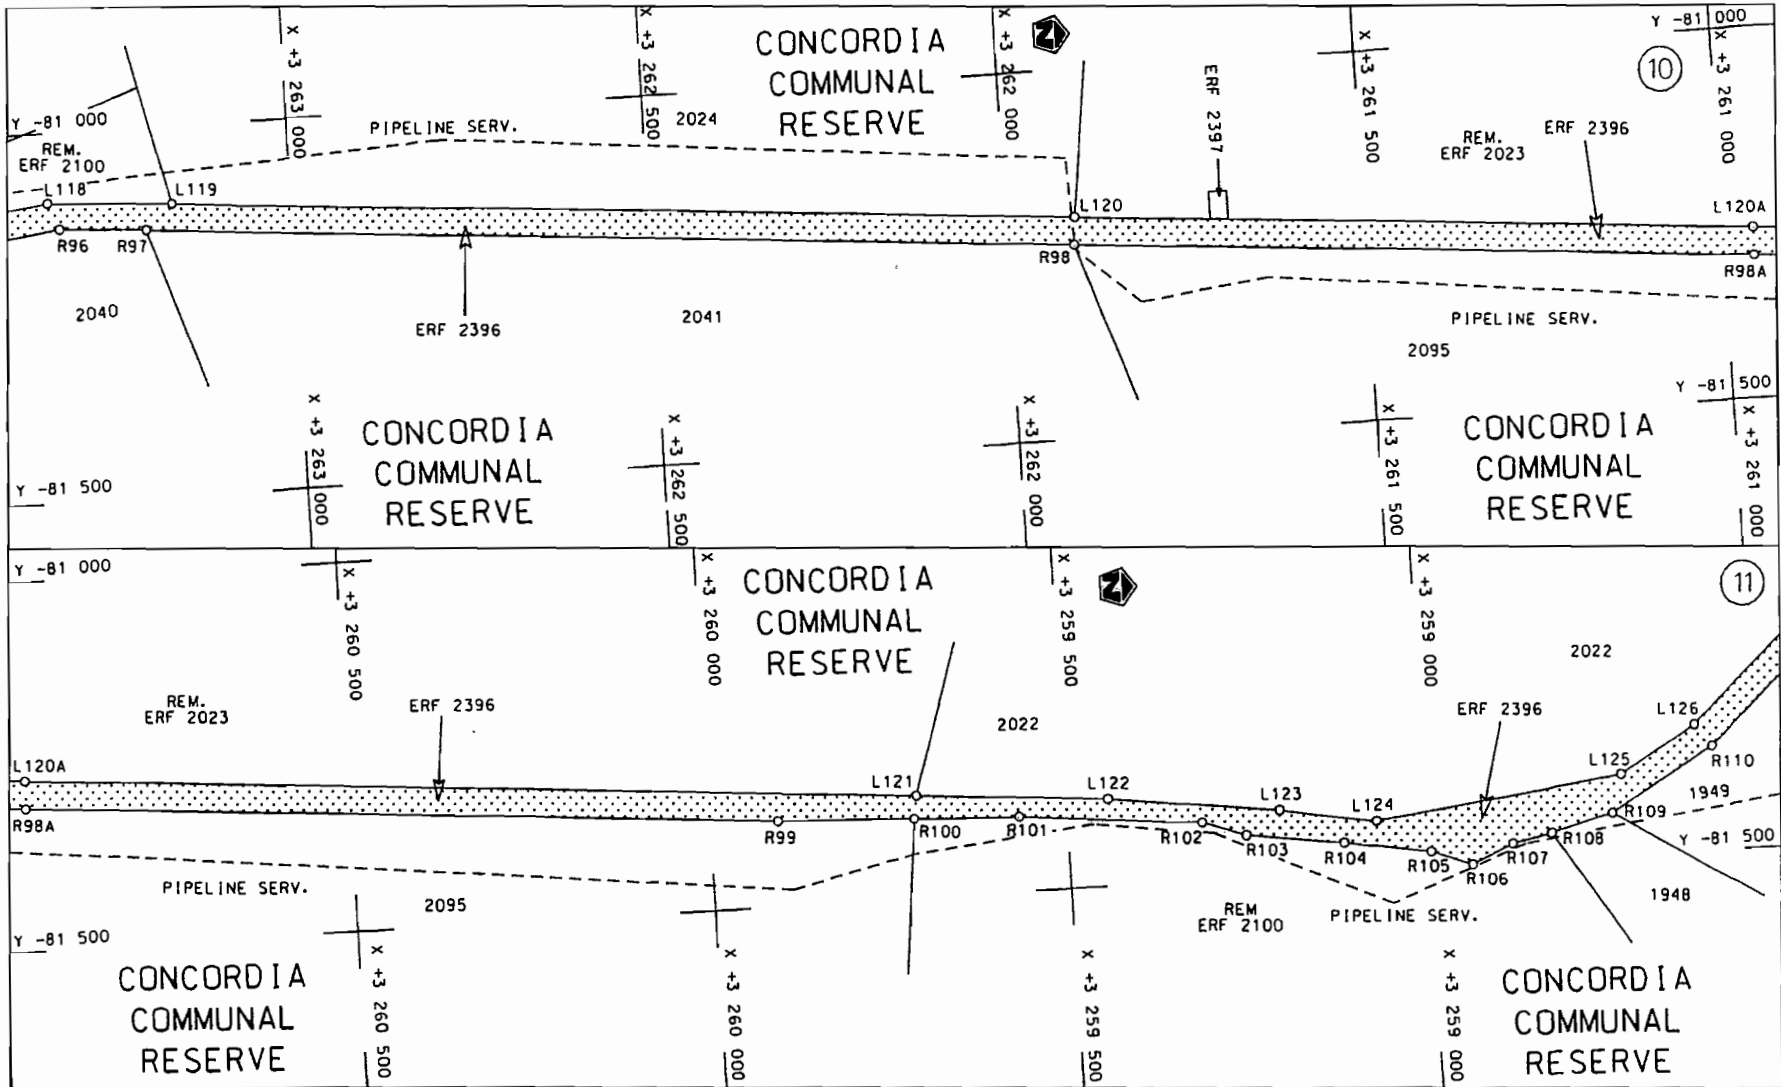 X +3 263 000
X +3 262 500
CONCORDIA
COMMUNAL
RESERVE
X +3 262 000
X +3 261 500
Y -81 000
X +3 261 000
10
Y -81 000
PIPELINE SERV.
2024
ERF 2397
REM.
ERF 2023
ERF 2396
REM.
ERF 2100
L118
L119
L120
L120A
R96
R97
R98
R98A
2040
ERF 2396
2041
PIPELINE SERV.
2095
Y -81 500
X +3 263 000
CONCORDIA
COMMUNAL
RESERVE
X +3 262 500
X +3 262 000
X +3 261 500
CONCORDIA
COMMUNAL
RESERVE
X +3 261 000
Y -81 500
Y -81 000
X +3 260 500
X +3 260 000
CONCORDIA
COMMUNAL
RESERVE
X +3 259 500
X +3 259 000
11
2022
REM.
ERF 2023
ERF 2396
2022
ERF 2396
L126
L120A
L121
L122
L123
L124
L125
R110
1949
R98A
R99
R100
R101
R102
R103
R104
R105
R106
R107
R108
R109
Y -81 500
PIPELINE SERV.
2095
REM
ERF 2100
PIPELINE SERV.
1948
Y -81 500
CONCORDIA
COMMUNAL
RESERVE
X +3 260 500
X +3 260 000
X +3 259 500
X +3 259 000
CONCORDIA
COMMUNAL
RESERVE